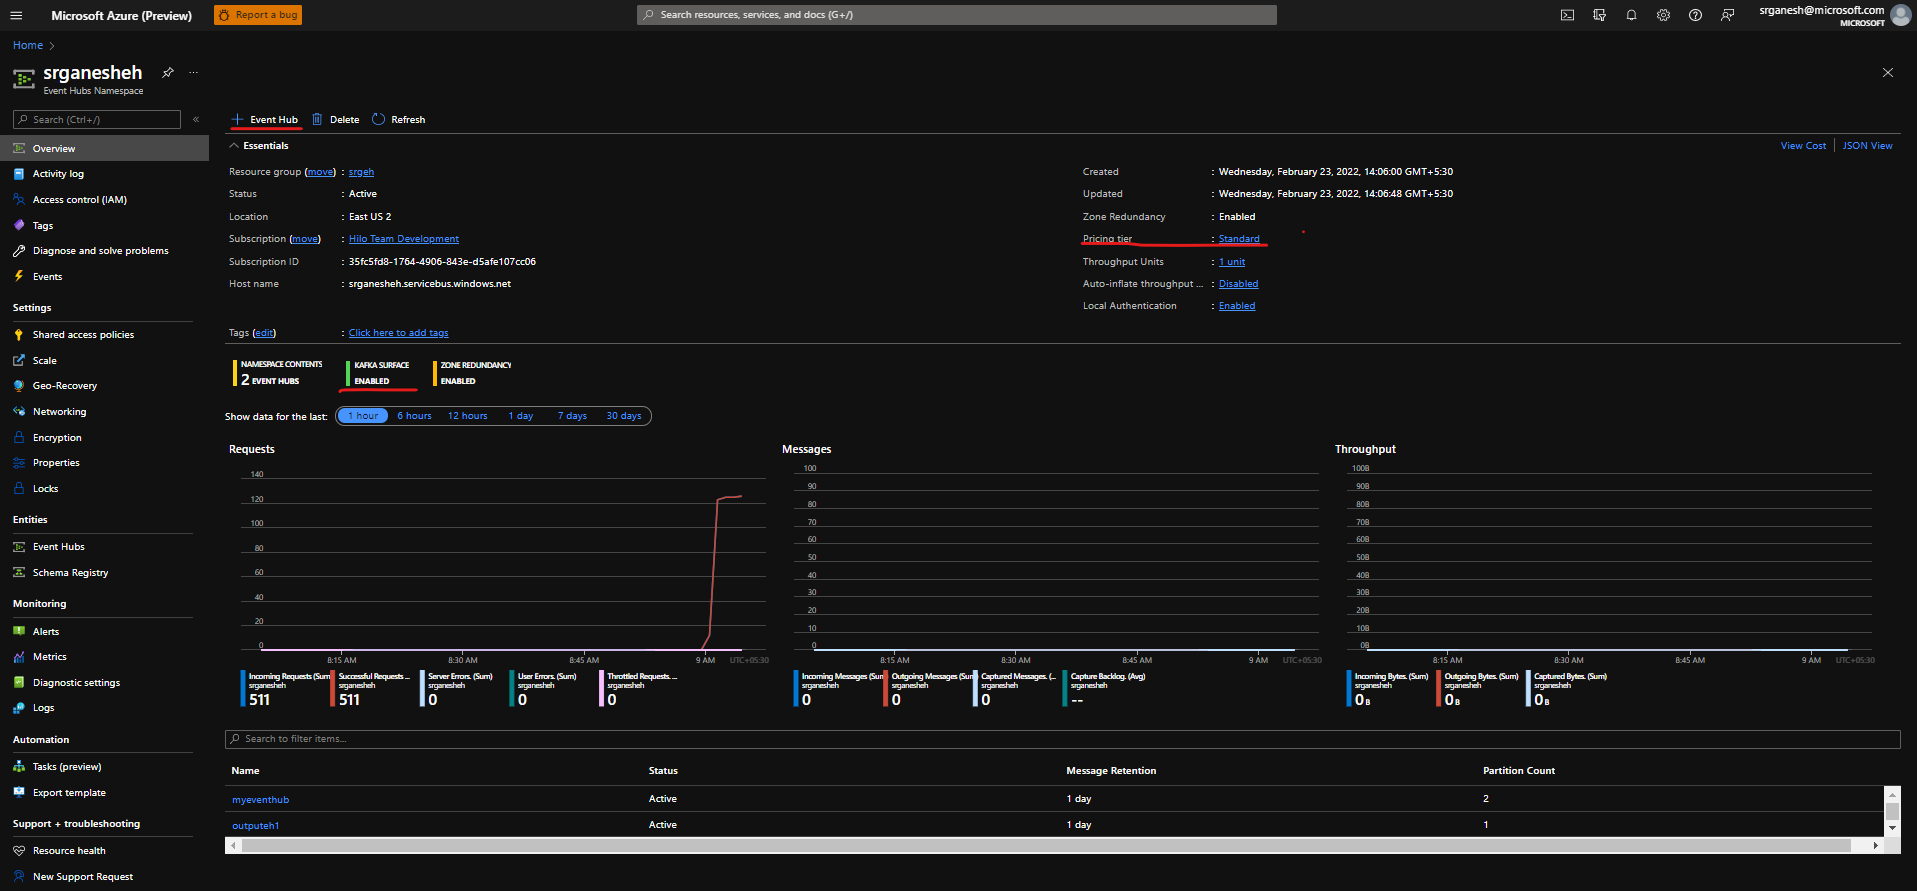 Microsoft Azure (Preview)
Report a bug
Search resources, services, and docs (G+/)
srganesh@microsoft.com
MICROSOFT
Home
srganesheh
Event Hubs Namespace
Search (Ctrl+/)
Overview
Activity log
Access control (IAM)
Tags
Diagnose and solve problems
Events
Settings
Shared access policies
Scale
Geo-Recovery
Networking
Encryption
Properties
Locks
Entities
Event Hubs
Schema Registry
Monitoring
Alerts
Metrics
Diagnostic settings
Logs
Automation
Tasks (preview)
Export template
Support + troubleshooting
Resource health
New Support Request
Event Hub Delete Refresh
Essentials
View Cost JSON View
Resource group (move) : srgeh
Status : Active
Location : East US 2
Subscription (move) : Hilo Team Development
Subscription ID : 35fc5fd8-1764-4906-843e-d5afe107cc06
Host name : srganesheh.servicebus.windows.net
Tags (edit) : Click here to add tags
Created : Wednesday, February 23, 2022, 14:06:00 GMT+5:30
Updated : Wednesday, February 23, 2022, 14:06:48 GMT+5:30
Zone Redundancy : Enabled
Pricing tier : Standard
Throughput Units : 1 unit
Auto-inflate throughput ... : Disabled
Local Authentication : Enabled
NAMESPACE CONTENTS
2 EVENT HUBS
KAFKA SURFACE
ENABLED
ZONE REDUNDANCY
ENABLED
Show data for the last: 1 hour 6 hours 12 hours 1 day 7 days 30 days
Requests
140
120
100
80
60
40
20
0
8:15 AM 8:30 AM 8:45 AM 9 AM UTC+05:30
Incoming Requests (Sum
srganesheh
511
Successful Requests ...
srganesheh
511
Server Errors. (Sum)
srganesheh
0
User Errors. (Sum)
srganesheh
0
Throttled Requests. ...
srganesheh
0
Messages
100
90
80
70
60
50
40
30
20
10
0
8:15 AM 8:30 AM 8:45 AM 9 AM UTC+05:30
Incoming Messages (Sum
srganesheh
0
Outgoing Messages (Sum
srganesheh
0
Captured Messages. (...
srganesheh
0
Capture Backlog. (Avg)
srganesheh
--
Throughput
100B
90B
80B
70B
60B
50B
40B
30B
20B
10B
0B
8:15 AM 8:30 AM 8:45 AM 9 AM UTC+05:30
Incoming Bytes. (Sum)
srganesheh
0 B
Outgoing Bytes. (Sum)
srganesheh
0 B
Captured Bytes. (Sum)
srganesheh
0 B
Search to filter items...
Name Status Message Retention Partition Count
myeventhub Active 1 day 2
outputeh1 Active 1 day 1